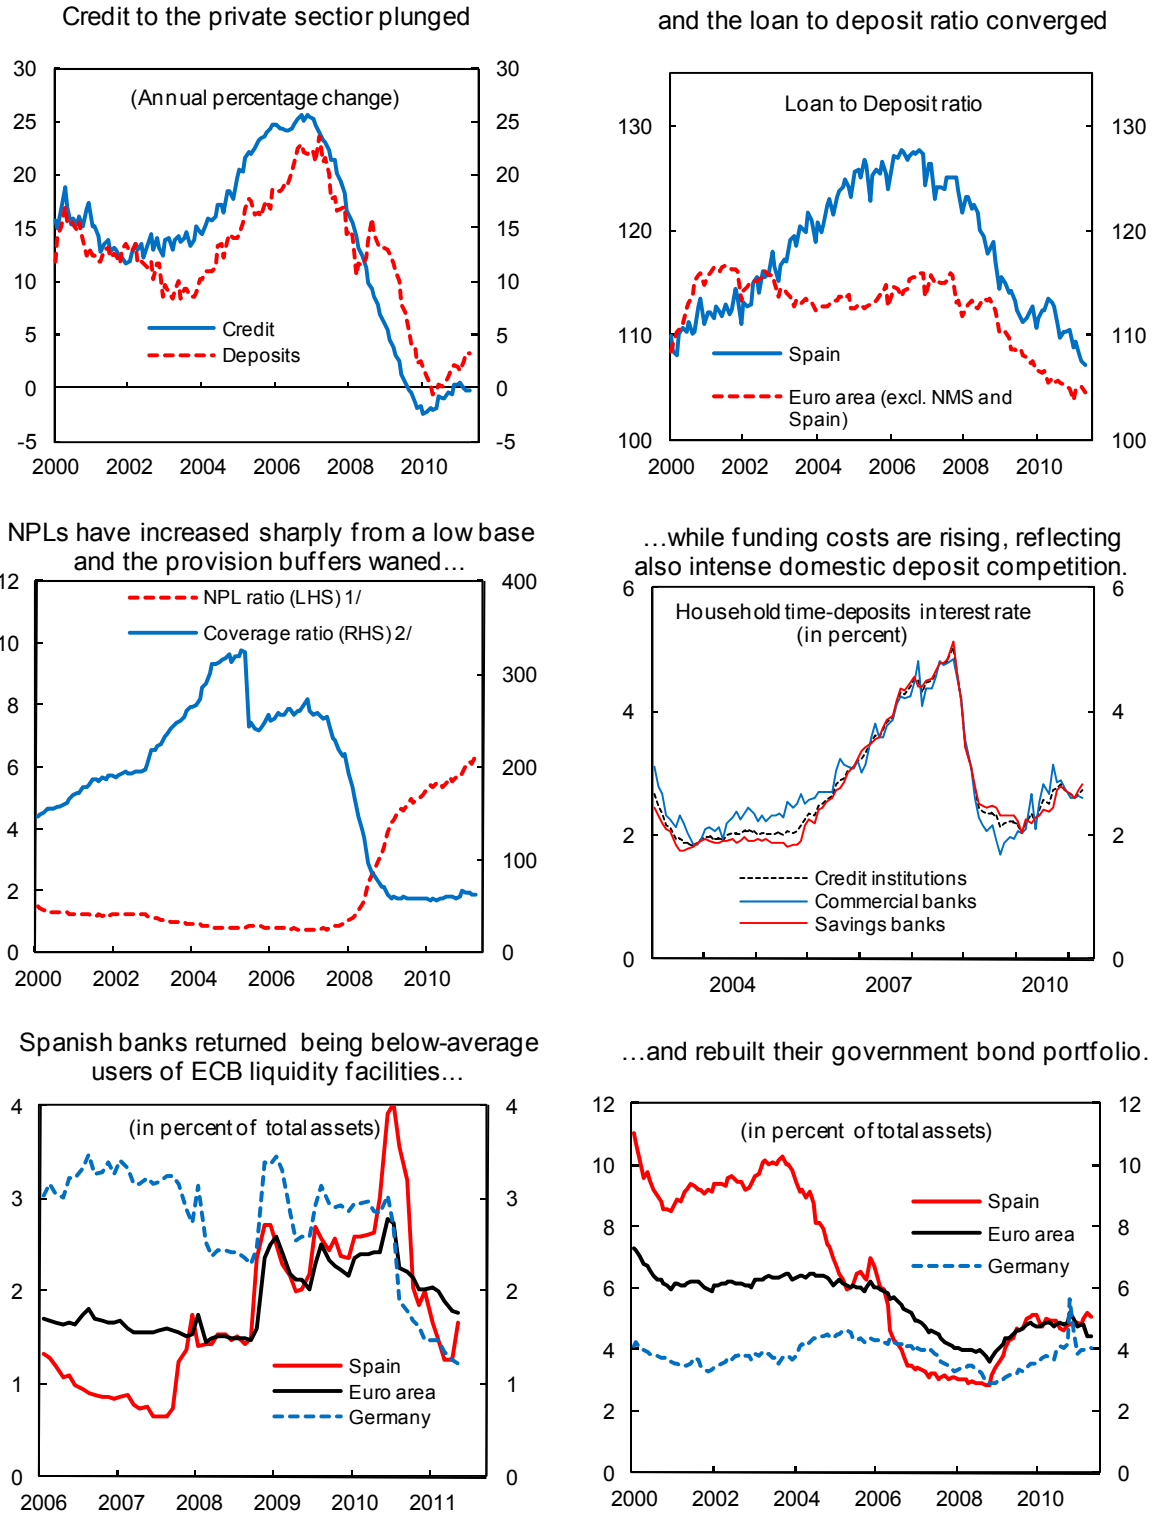 Credit to the private sectior plunged
(Annual percentage change)
30
25
20
15
10
5
0
-5
30
25
20
15
10
5
0
-5
Credit
Deposits
2000 2002 2004 2006 2008 2010
and the loan to deposit ratio converged
Loan to Deposit ratio
130
120
110
100
130
120
110
100
Spain
Euro area (excl. NMS and
Spain)
2000 2002 2004 2006 2008 2010
NPLs have increased sharply from a low base
and the provision buffers waned...
12
10
8
6
4
2
0
400
300
200
100
0
NPL ratio (LHS) 1/
Coverage ratio (RHS) 2/
2000 2002 2004 2006 2008 2010
...while funding costs are rising, reflecting
also intense domestic deposit competition.
Household time-deposits interest rate
(in percent)
6
4
2
0
6
4
2
0
Credit institutions
Commercial banks
Savings banks
2004 2007 2010
Spanish banks returned being below-average
users of ECB liquidity facilities...
(in percent of total assets)
4
3
2
1
0
4
3
2
1
0
Spain
Euro area
Germany
2006 2007 2008 2009 2010 2011
...and rebuilt their government bond portfolio.
(in percent of total assets)
12
10
8
6
4
2
0
12
10
8
6
4
2
0
Spain
Euro area
Germany
2000 2002 2004 2006 2008 2010